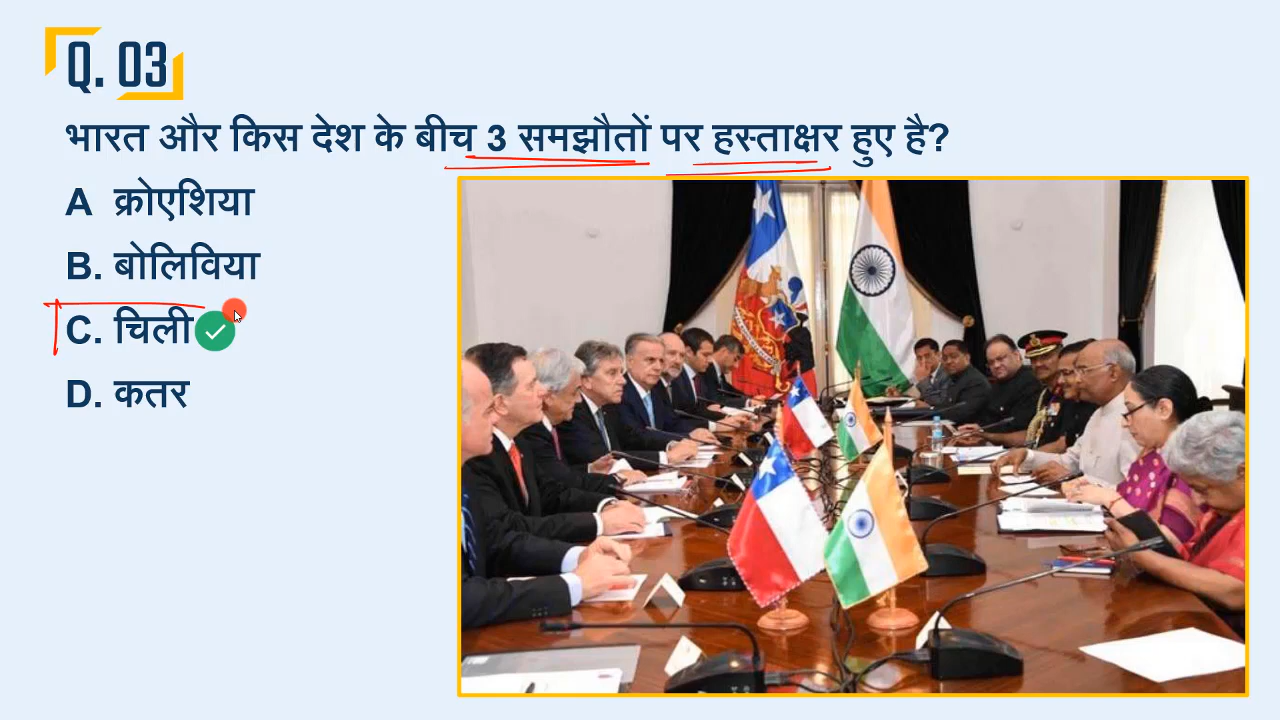 Q. 03
भारत और किस देश के बीच 3 समझौतों पर हस्ताक्षर हुए है?
A क्रोएशिया
B. बोलिविया
C. चिली
D. कतर